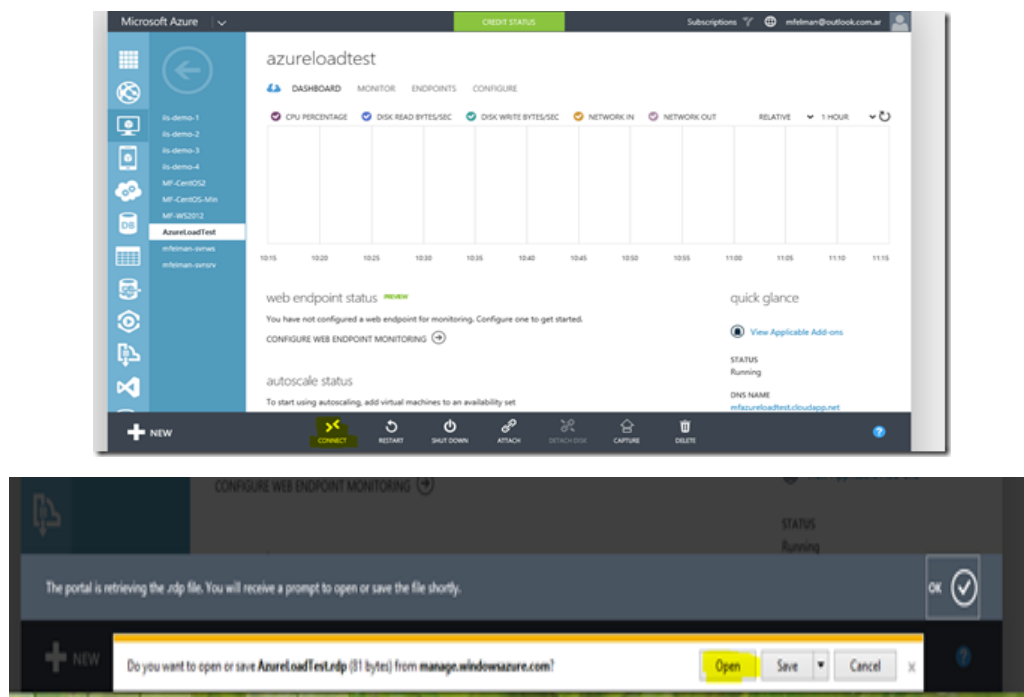 Microsoft Azure
CREDIT STATUS
Subscriptions
mfelman@outlook.com.ar
azureloadtest
DASHBOARD MONITOR ENDPOINTS CONFIGURE
iis-demo-1
iis-demo-2
iis-demo-3
iis-demo-4
MF-CentOS2
MF-CentOS-Min
MF-WS2012
AzureLoadTest
mfelman-ovnws
mfelman-ovnsrv
CPU PERCENTAGE DISK READ BYTES/SEC DISK WRITE BYTES/SEC NETWORK IN NETWORK OUT RELATIVE 1 HOUR
10:15 10:20 10:25 10:30 10:35 10:40 10:45 10:50 10:55 11:00 11:05 11:10 11:15
web endpoint status PREVIEW
You have not configured a web endpoint for monitoring. Configure one to get started.
CONFIGURE WEB ENDPOINT MONITORING
autoscale status
To start using autoscaling, add virtual machines to an availability set
quick glance
View Applicable Add-ons
STATUS
Running
DNS NAME
mfazureloadtest.cloudapp.net
DB
NEW
CONNECT RESTART SHUT DOWN ATTACH DETACH DISK CAPTURE DELETE
?
CONFIGURE WEB ENDPOINT MONITORING
STATUS
Running
The portal is retrieving the .rdp file. You will receive a prompt to open or save the file shortly.
OK
NEW
Do you want to open or save AzureLoadTest.rdp (81 bytes) from manage.windowsazure.com?
Open Save Cancel x
?